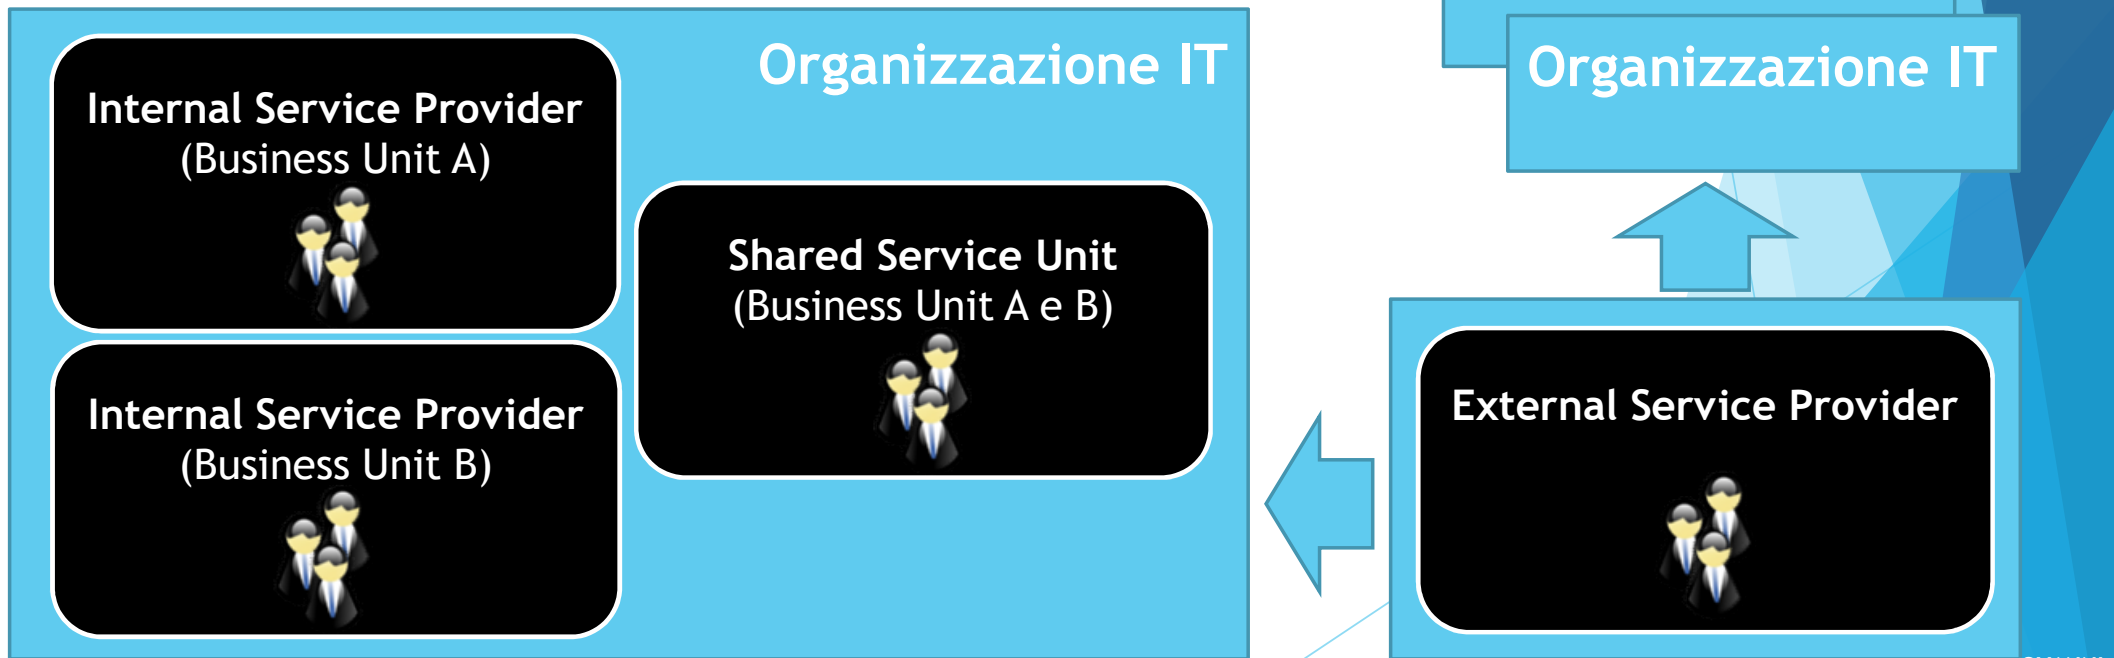 Organizzazione IT
Internal Service Provider
(Business Unit A)
Shared Service Unit
(Business Unit A e B)
Internal Service Provider
(Business Unit B)
Organizzazione IT
External Service Provider